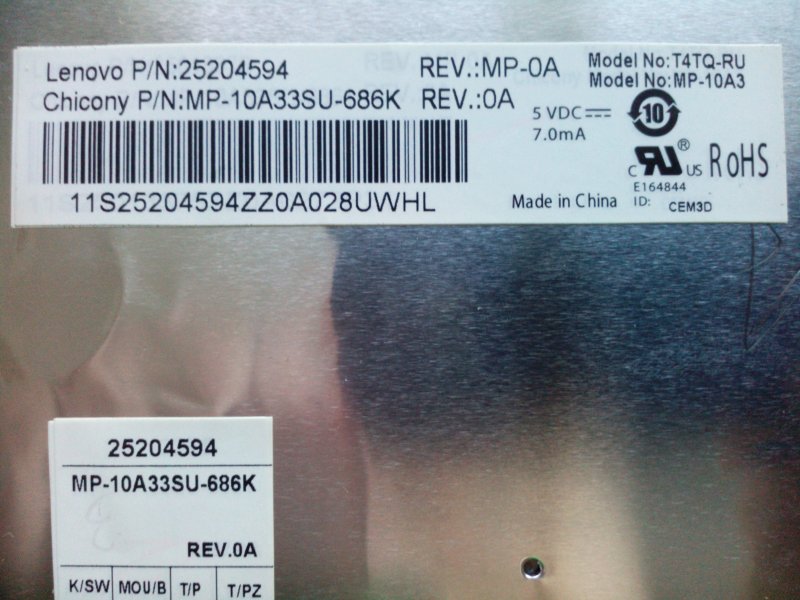 Lenovo P/N:25204594 REV.:MP-0A Model No:T4TQ-RU
Chicony P/N:MP-10A33SU-686K REV.:0A Model No:MP-10A3
5 VDC
7.0mA
10
c RU ® US RoHS
E164844
ID: CEM3D
11S25204594ZZ0A028UWHL Made in China
25204594
MP-10A33SU-686K
REV.0A
K/SW MOU/B T/P T/PZ